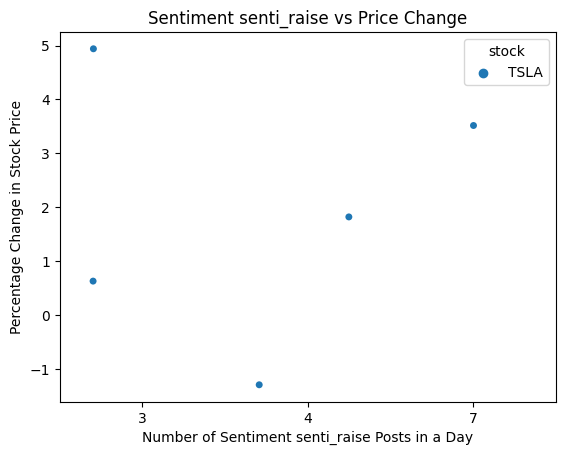 Sentiment senti_raise vs Price Change
stock
TSLA
Percentage Change in Stock Price
5
4
3
2
1
0
−1
3
4
7
Number of Sentiment senti_raise Posts in a Day